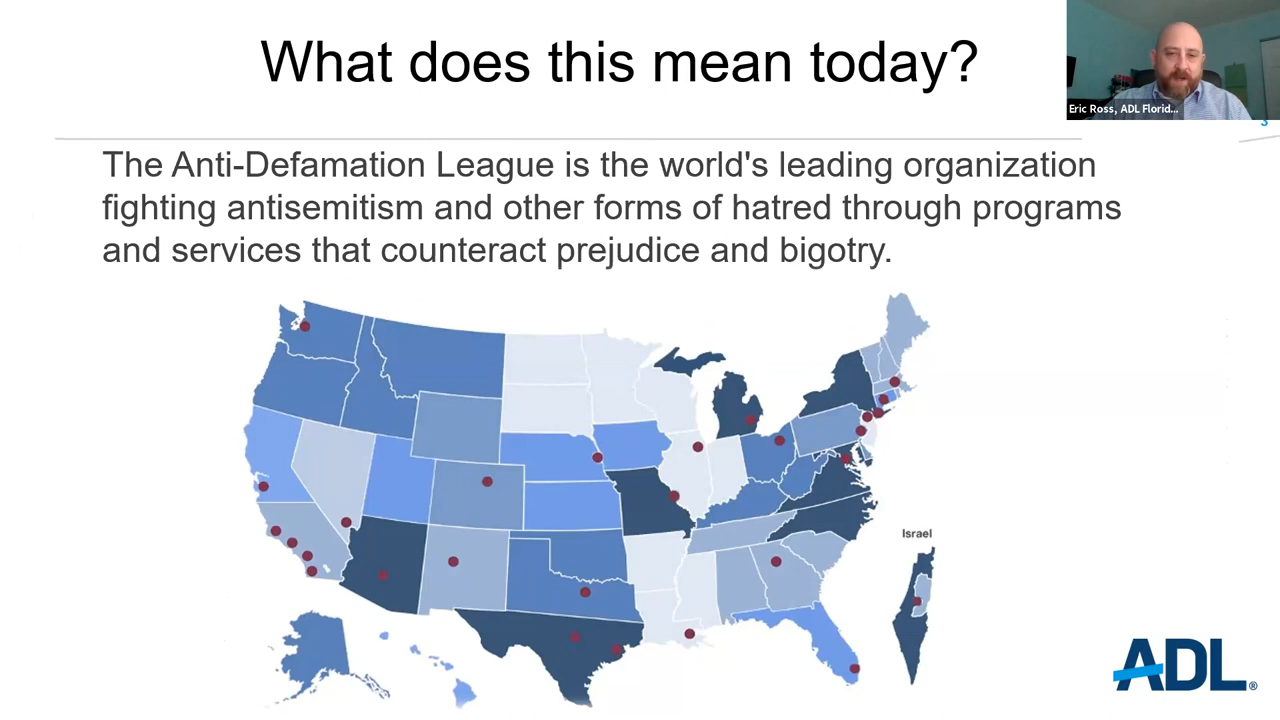 What does this mean today?
Eric Ross, ADL Florid...
3
The Anti-Defamation League is the world's leading organization
fighting antisemitism and other forms of hatred through programs
and services that counteract prejudice and bigotry.
Israel
ADL®